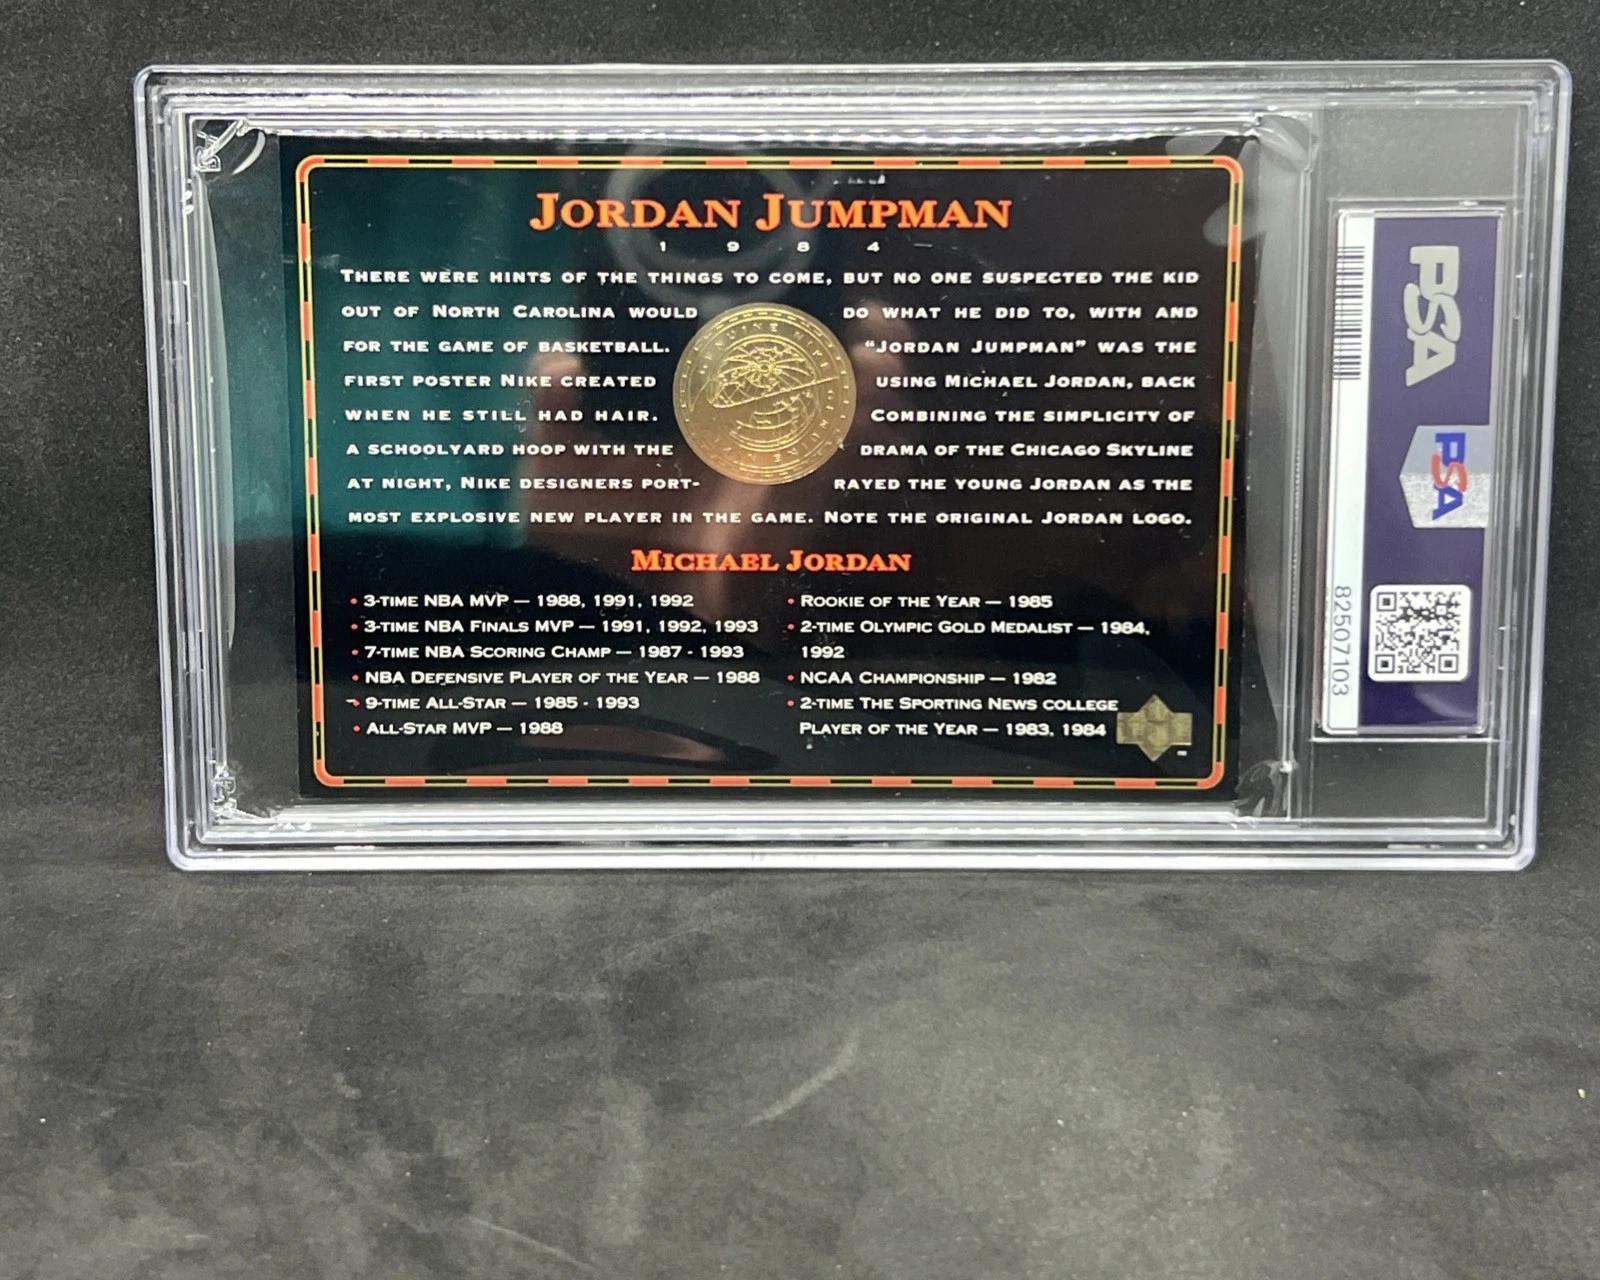 JORDAN JUMPMAN
1984
THERE WERE HINTS OF THE THINGS TO COME, BUT NO ONE SUSPECTED THE KID
OUT OF NORTH CAROLINA WOULD DO WHAT HE DID TO, WITH AND
FOR THE GAME OF BASKETBALL. "JORDAN JUMPMAN" WAS THE
FIRST POSTER NIKE CREATED USING MICHAEL JORDAN, BACK
WHEN HE STILL HAD HAIR. COMBINING THE SIMPLICITY OF
A SCHOOLYARD HOOP WITH THE DRAMA OF THE CHICAGO SKYLINE
AT NIGHT, NIKE DESIGNERS PORT- RAYED THE YOUNG JORDAN AS THE
MOST EXPLOSIVE NEW PLAYER IN THE GAME. NOTE THE ORIGINAL JORDAN LOGO.
MICHAEL JORDAN
• 3-TIME NBA MVP — 1988, 1991, 1992
• 3-TIME NBA FINALS MVP — 1991, 1992, 1993
• 7-TIME NBA SCORING CHAMP — 1987 - 1993
• NBA DEFENSIVE PLAYER OF THE YEAR — 1988
• 9-TIME ALL-STAR — 1985 - 1993
• ALL-STAR MVP — 1988
• ROOKIE OF THE YEAR — 1985
• 2-TIME OLYMPIC GOLD MEDALIST — 1984,
1992
• NCAA CHAMPIONSHIP — 1982
• 2-TIME THE SPORTING NEWS COLLEGE
PLAYER OF THE YEAR — 1983, 1984
PSA
PSA
82507103